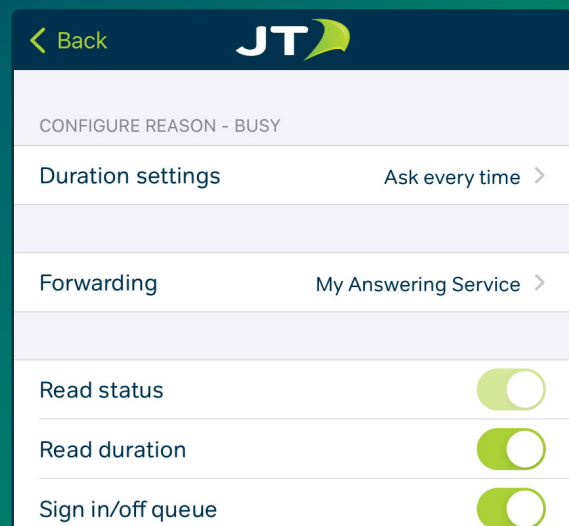 Back
JT
CONFIGURE REASON - BUSY
Duration settings Ask every time
Forwarding My Answering Service
Read status
Read duration
Sign in/off queue